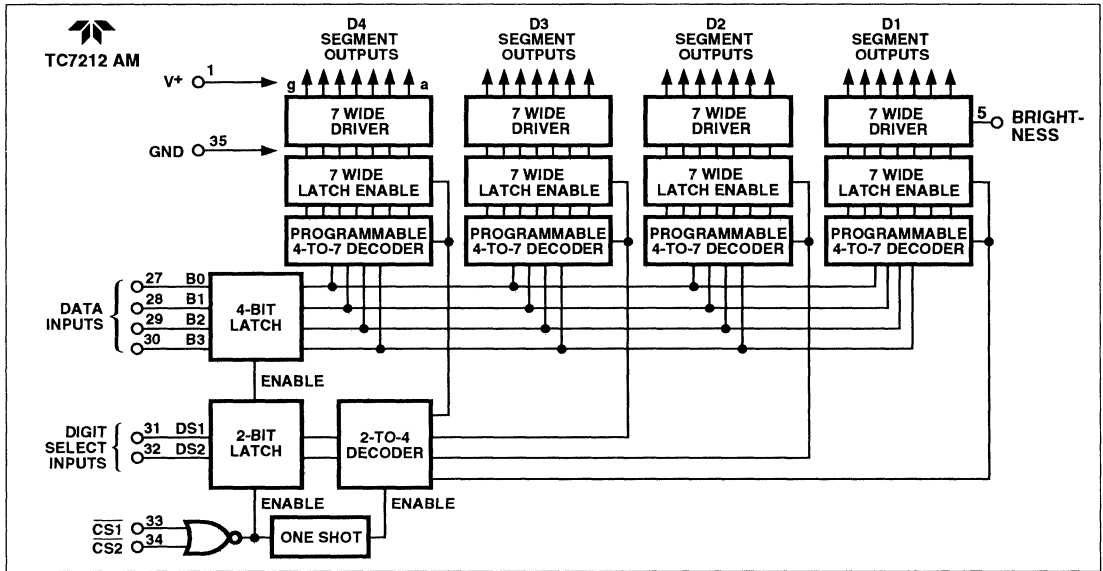 TC7212 AM
D4
SEGMENT
OUTPUTS
D3
SEGMENT
OUTPUTS
D2
SEGMENT
OUTPUTS
D1
SEGMENT
OUTPUTS
V+ 1
g a
7 WIDE
DRIVER
7 WIDE
DRIVER
7 WIDE
DRIVER
7 WIDE
DRIVER
5 BRIGHT-
NESS
GND 35
7 WIDE
LATCH ENABLE
7 WIDE
LATCH ENABLE
7 WIDE
LATCH ENABLE
7 WIDE
LATCH ENABLE
PROGRAMMABLE
4-TO-7 DECODER
PROGRAMMABLE
4-TO-7 DECODER
PROGRAMMABLE
4-TO-7 DECODER
PROGRAMMABLE
4-TO-7 DECODER
DATA
INPUTS
27 B0
28 B1
29 B2
30 B3
4-BIT
LATCH
ENABLE
DIGIT
SELECT
INPUTS
31 DS1
32 DS2
2-BIT
LATCH
2-TO-4
DECODER
ENABLE
ENABLE
CS1 33
CS2 34
ONE SHOT